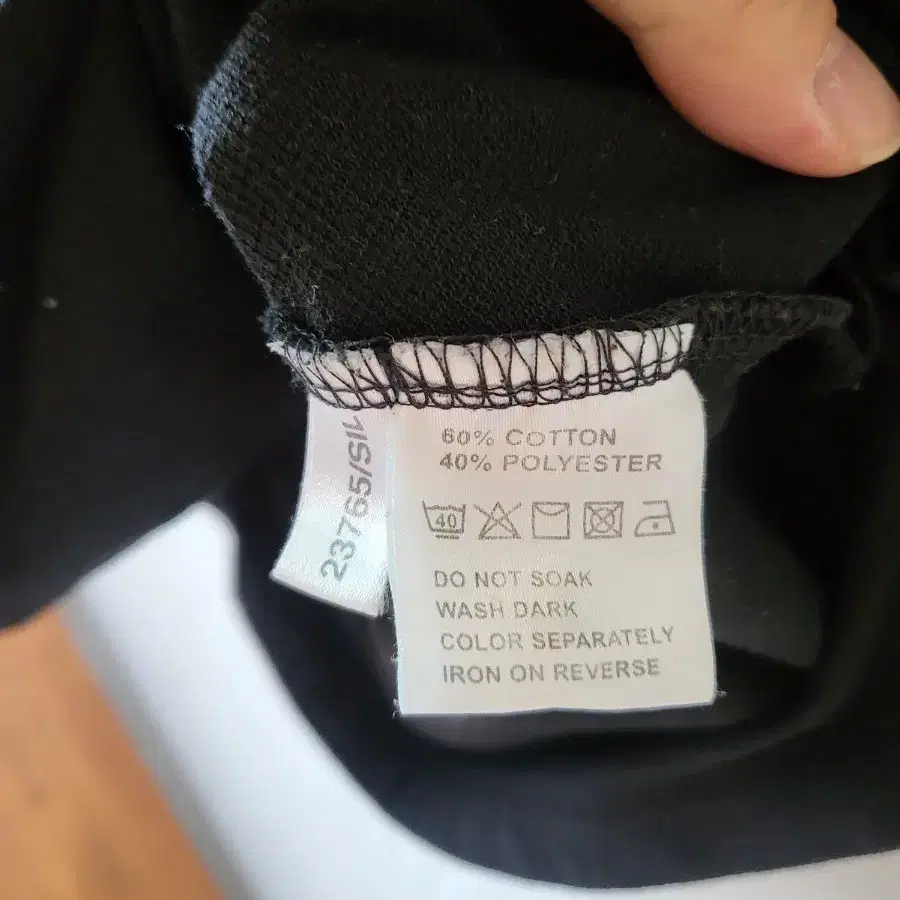 23765/SIL
60% COTTON
40% POLYESTER
40
DO NOT SOAK
WASH DARK
COLOR SEPARATELY
IRON ON REVERSE